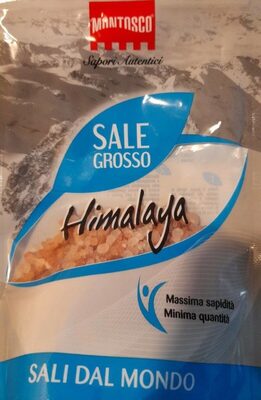 MONTOSCO
Sapori Autentici
SALE
GROSSO
Himalaya
Massima sapidità
Minima quantità
SALI DAL MONDO